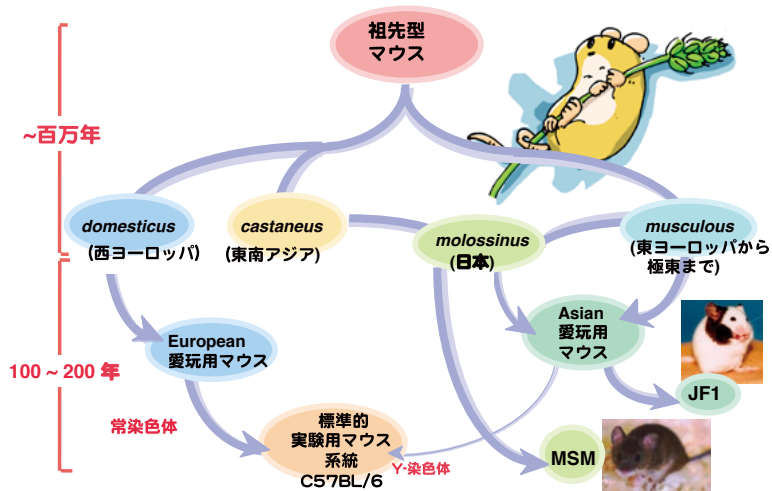 祖先型
マウス
~百万年
domesticus
(西ヨーロッパ)
castaneus
(東南アジア)
molossinus
(日本)
musculous
(東ヨーロッパから
極東まで)
European
愛玩用マウス
Asian
愛玩用
マウス
100 ~ 200 年
JF1
常染色体
標準的
実験用マウス
系統
C57BL/6
Y-染色体
MSM